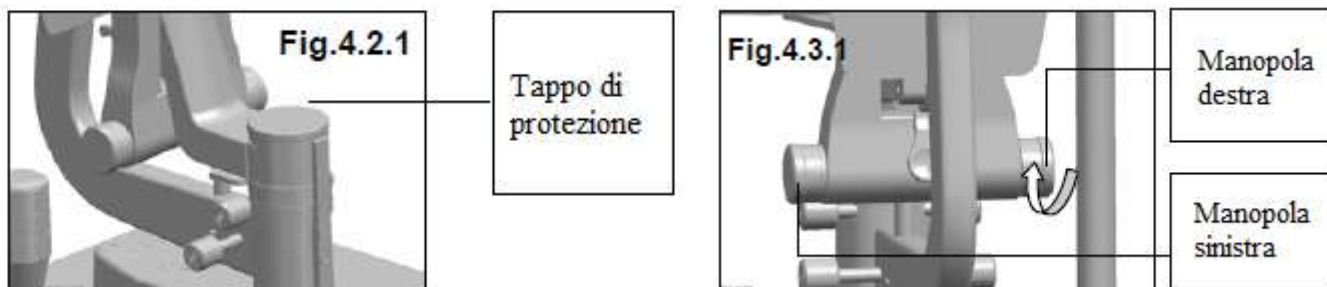 Fig.4.2.1
Tappo di
protezione
Fig.4.3.1
Manopola
destra
Manopola
sinistra